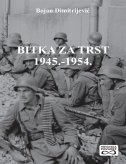 Bojan Dimitrijević
BITKA ZA TRST
1945.-1954.